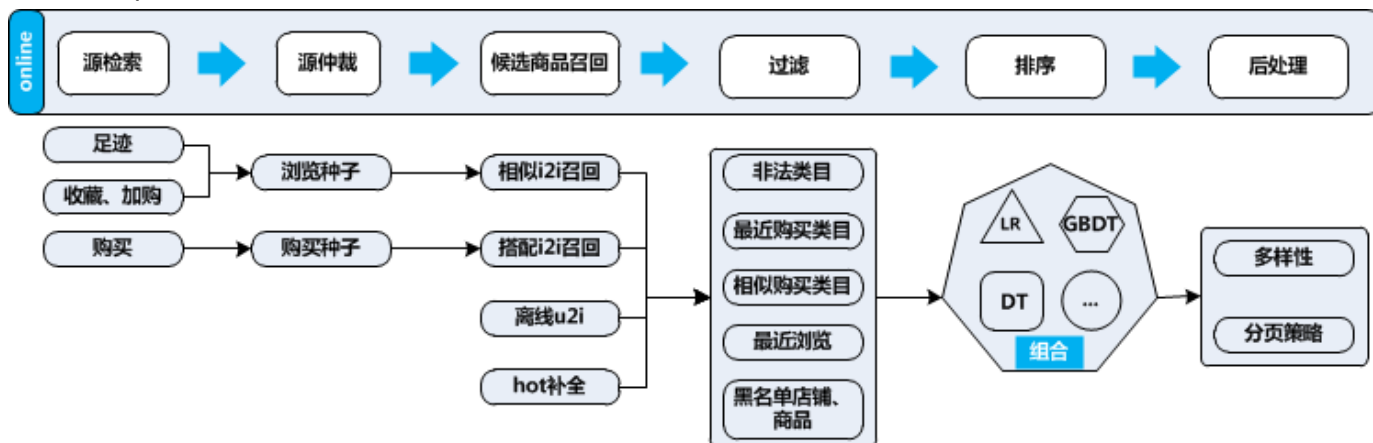 online
源检索
源仲裁
候选商品召回
过滤
排序
后处理
足迹
收藏、加购
购买
浏览种子
购买种子
相似i2i召回
搭配i2i召回
离线u2i
hot补全
非法类目
最近购买类目
相似购买类目
最近浏览
黑名单店铺、
商品
LR
GBDT
DT
...
组合
多样性
分页策略